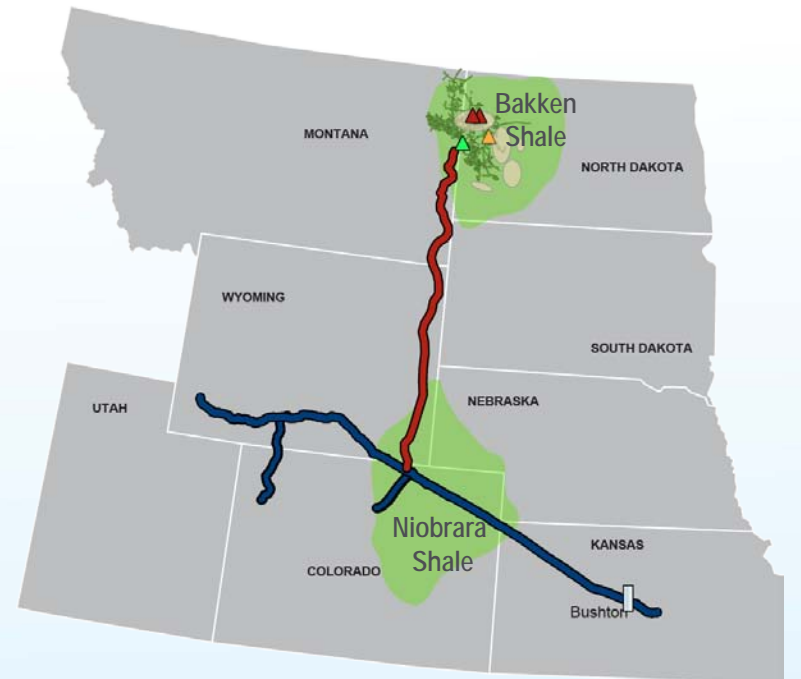 Bakken
Shale
MONTANA
NORTH DAKOTA
WYOMING
SOUTH DAKOTA
NEBRASKA
UTAH
Niobrara
Shale
KANSAS
COLORADO
Bushton